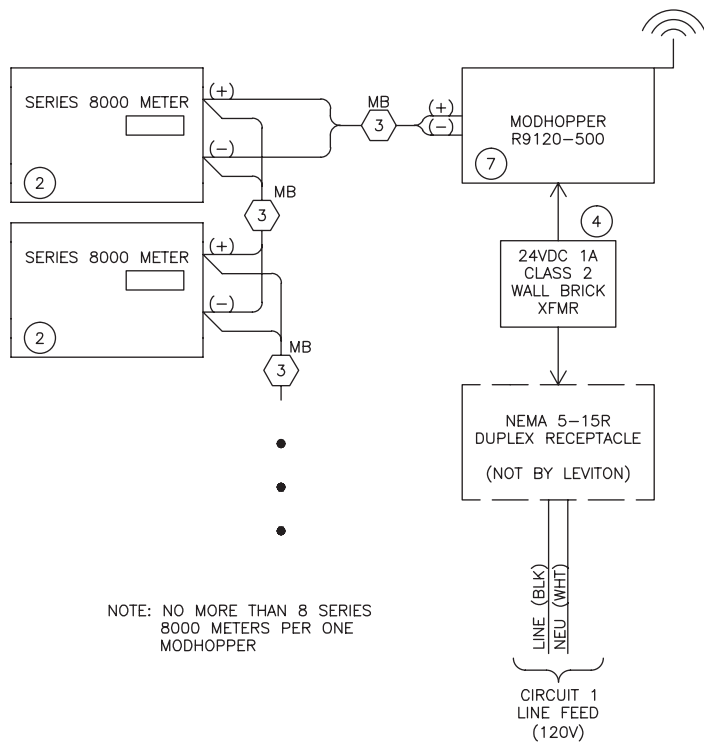 SERIES 8000 METER
(+)
(-)
2
MB
3
(+)
(-)
MODHOPPER
R9120-500
7
MB
3
SERIES 8000 METER
(+)
(-)
2
MB
3
4
24VDC 1A
CLASS 2
WALL BRICK
XFMR
NEMA 5-15R
DUPLEX RECEPTACLE
(NOT BY LEVITON)
LINE (BLK)
NEU (WHT)
CIRCUIT 1
LINE FEED
(120V)
NOTE: NO MORE THAN 8 SERIES
8000 METERS PER ONE
MODHOPPER